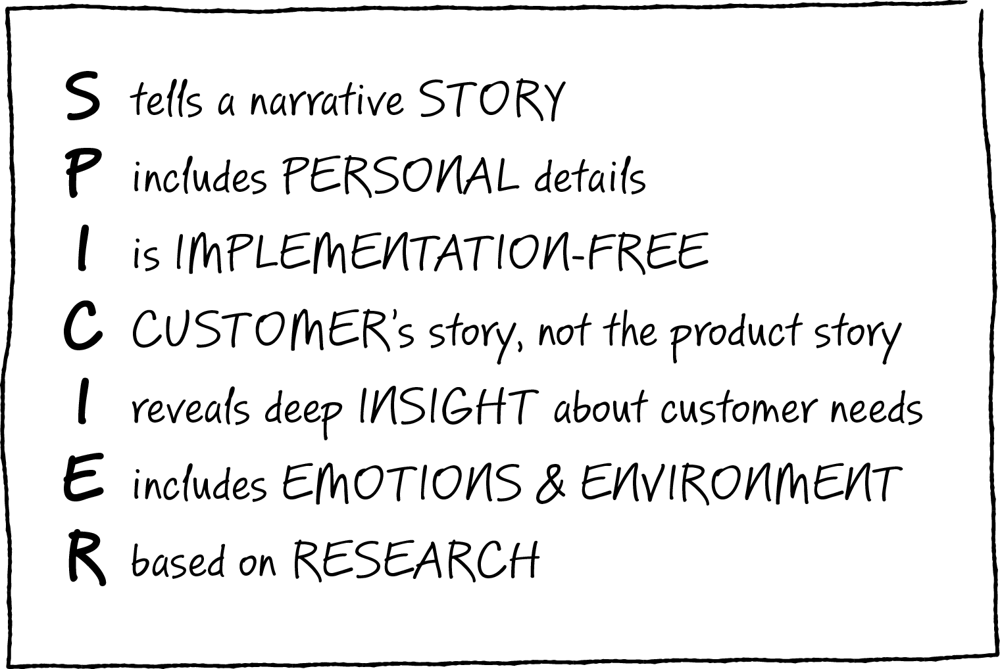 S tells a narrative STORY
P includes PERSONAL details
I is IMPLEMENTATION-FREE
C CUSTOMER's story, not the product story
I reveals deep INSIGHT about customer needs
E includes EMOTIONS & ENVIRONMENT
R based on RESEARCH